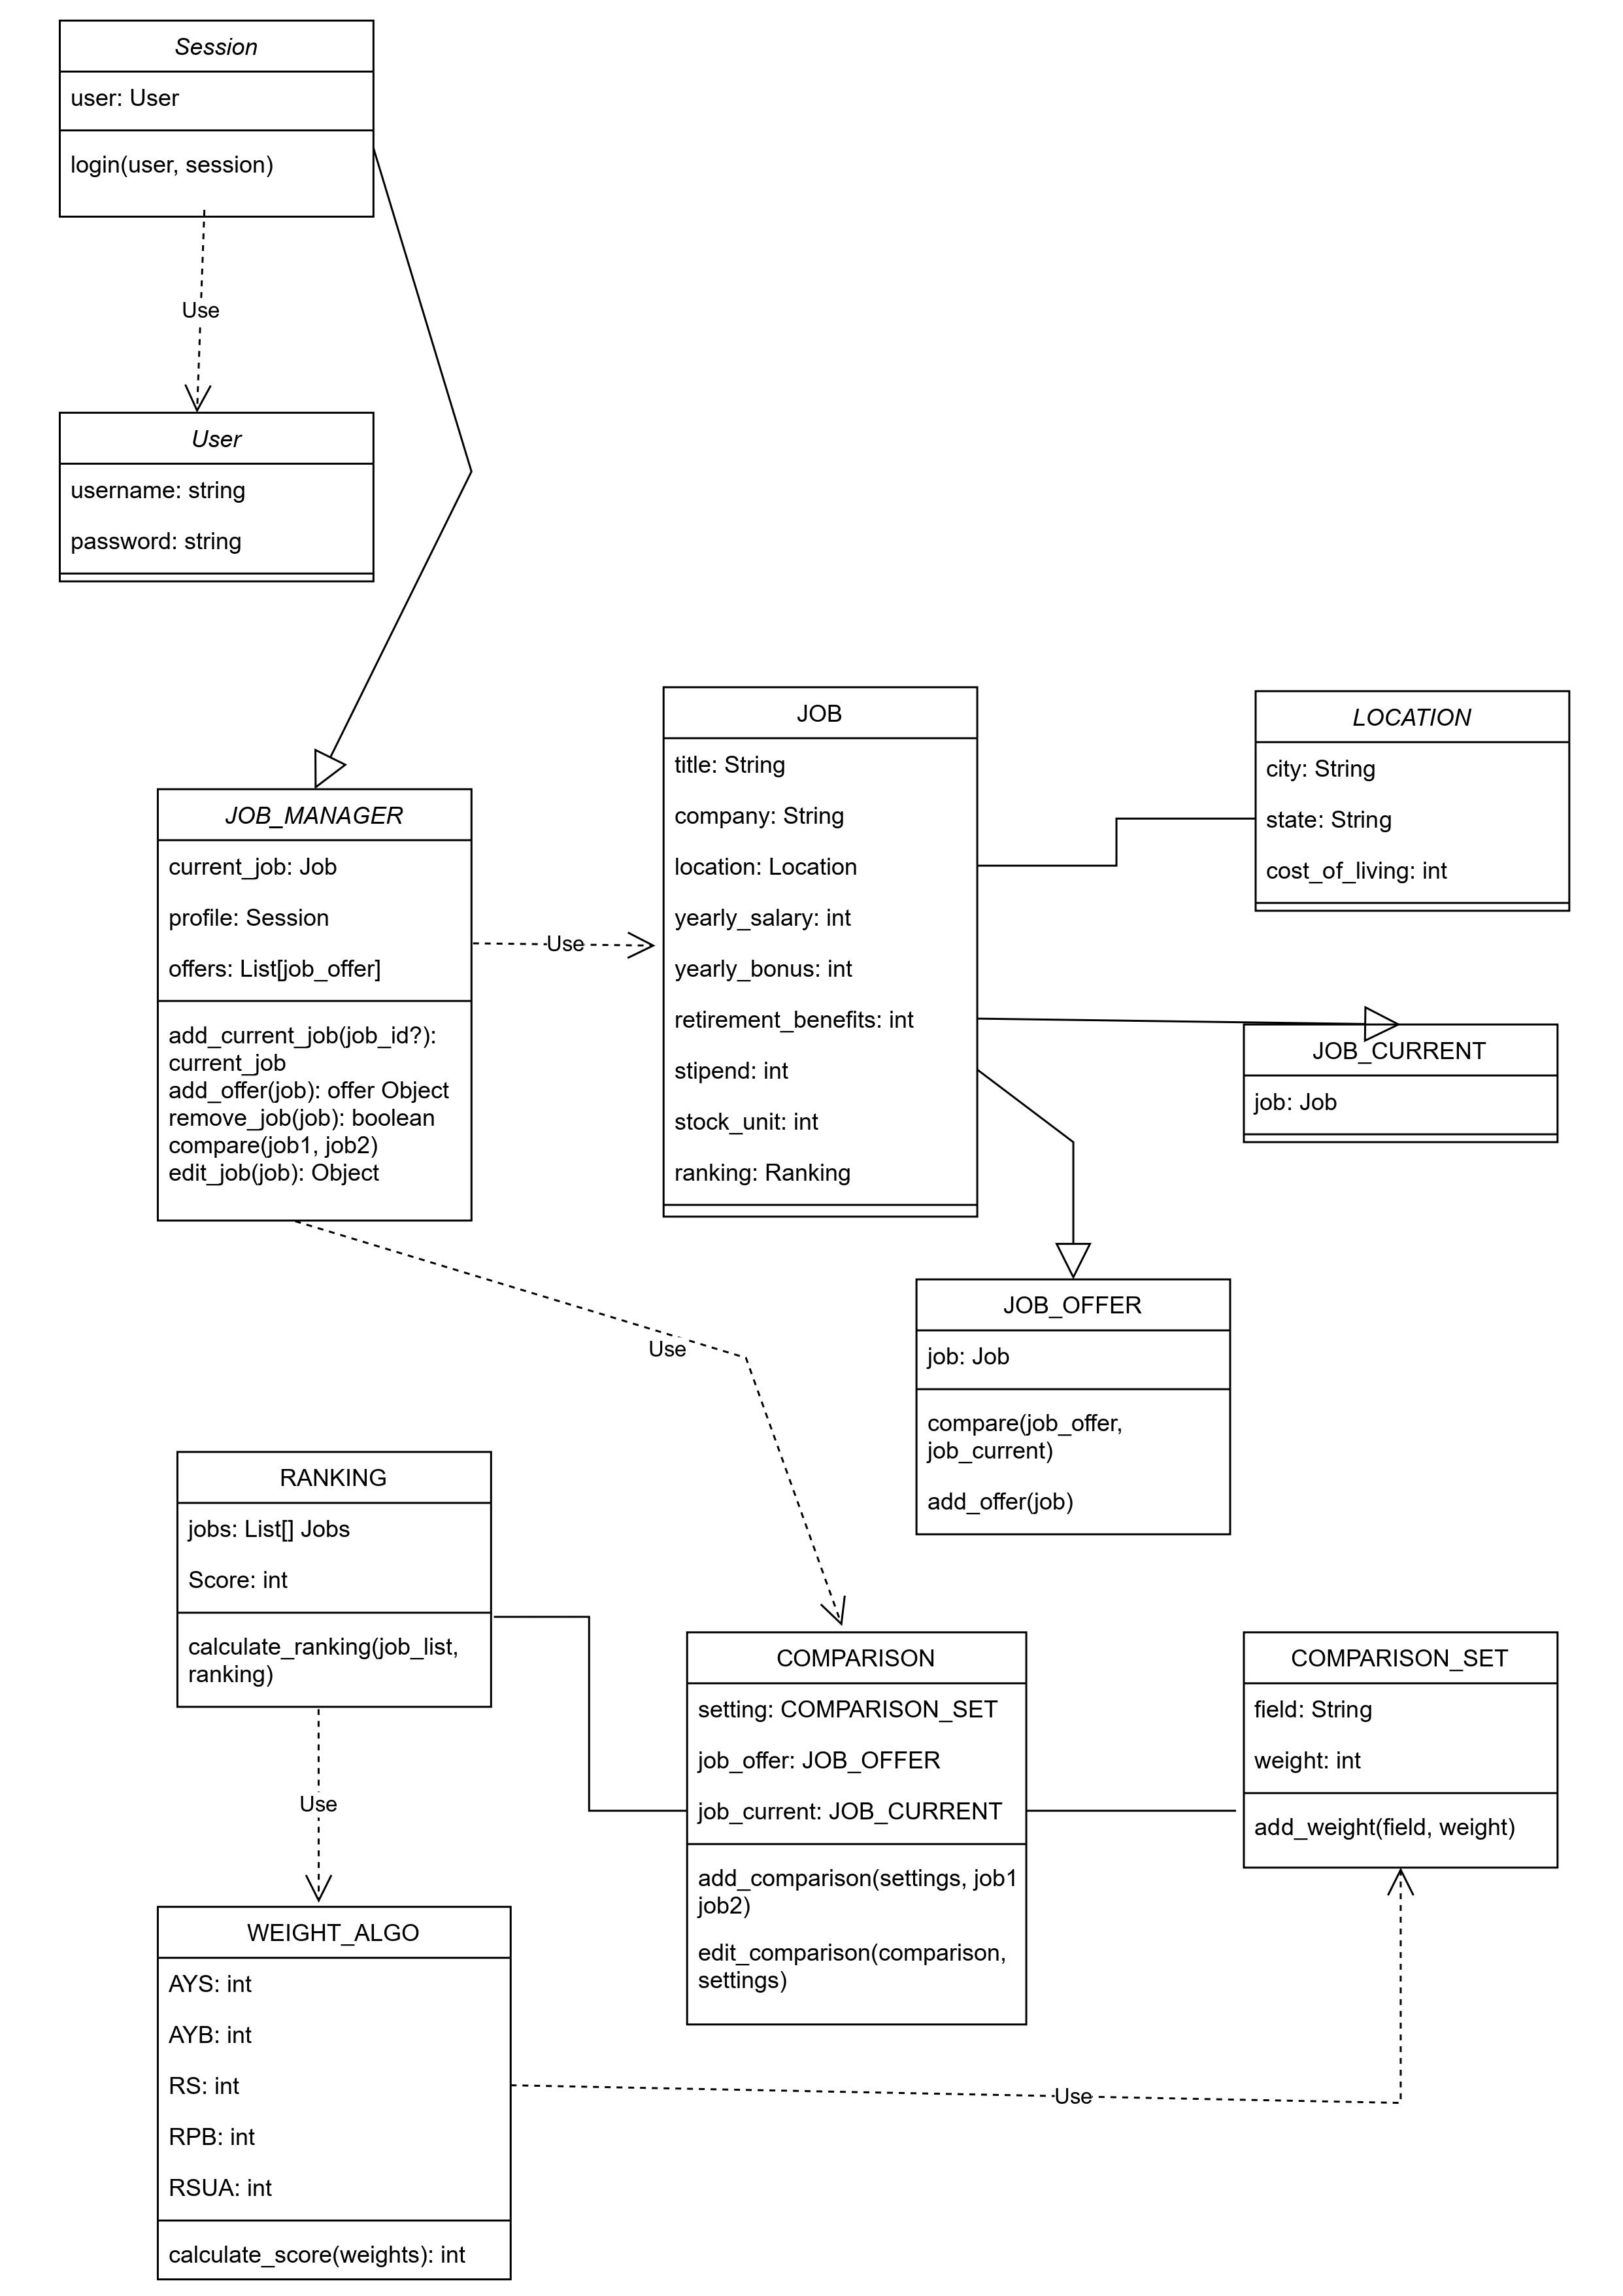 Session
user: User
login(user, session)
Use
User
username: string
password: string
JOB_MANAGER
current_job: Job
profile: Session
offers: List[job_offer]
add_current_job(job_id?):
current_job
add_offer(job): offer Object
remove_job(job): boolean
compare(job1, job2)
edit_job(job): Object
Use
JOB
title: String
company: String
location: Location
yearly_salary: int
yearly_bonus: int
retirement_benefits: int
stipend: int
stock_unit: int
ranking: Ranking
LOCATION
city: String
state: String
cost_of_living: int
JOB_CURRENT
job: Job
JOB_OFFER
job: Job
compare(job_offer,
job_current)
add_offer(job)
Use
RANKING
jobs: List[] Jobs
Score: int
calculate_ranking(job_list,
ranking)
Use
COMPARISON
setting: COMPARISON_SET
job_offer: JOB_OFFER
job_current: JOB_CURRENT
add_comparison(settings, job1
job2)
edit_comparison(comparison,
settings)
COMPARISON_SET
field: String
weight: int
add_weight(field, weight)
WEIGHT_ALGO
AYS: int
AYB: int
RS: int
RPB: int
RSUA: int
calculate_score(weights): int
Use